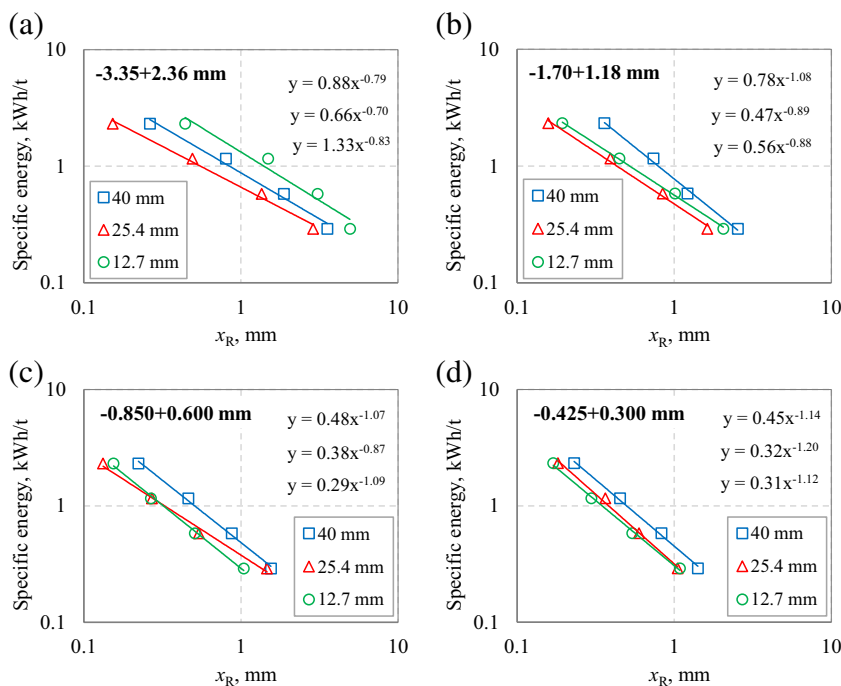 (a)
10
-3.35+2.36 mm
y = 0.88x^-0.79
y = 0.66x^-0.70
y = 1.33x^-0.83
1
40 mm
25.4 mm
12.7 mm
0.1
0.1
1
10
Specific energy, kWh/t
x_R, mm
(b)
10
-1.70+1.18 mm
y = 0.78x^-1.08
y = 0.47x^-0.89
y = 0.56x^-0.88
1
40 mm
25.4 mm
12.7 mm
0.1
0.1
1
10
Specific energy, kWh/t
x_R, mm
(c)
10
-0.850+0.600 mm
y = 0.48x^-1.07
y = 0.38x^-0.87
y = 0.29x^-1.09
1
40 mm
25.4 mm
12.7 mm
0.1
0.1
1
10
Specific energy, kWh/t
x_R, mm
(d)
10
-0.425+0.300 mm
y = 0.45x^-1.14
y = 0.32x^-1.20
y = 0.31x^-1.12
1
40 mm
25.4 mm
12.7 mm
0.1
0.1
1
10
Specific energy, kWh/t
x_R, mm